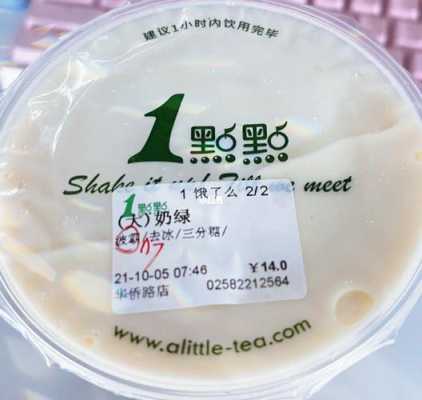 建议1小时内饮用完毕
1點點
Shake it and meet
1點點
1 饿了么 2/2
(大)奶绿
波霸/去冰/三分糖/
21-10-05 07:46 ¥14.0
华侨路店 02582212564
www.alittle-tea.com